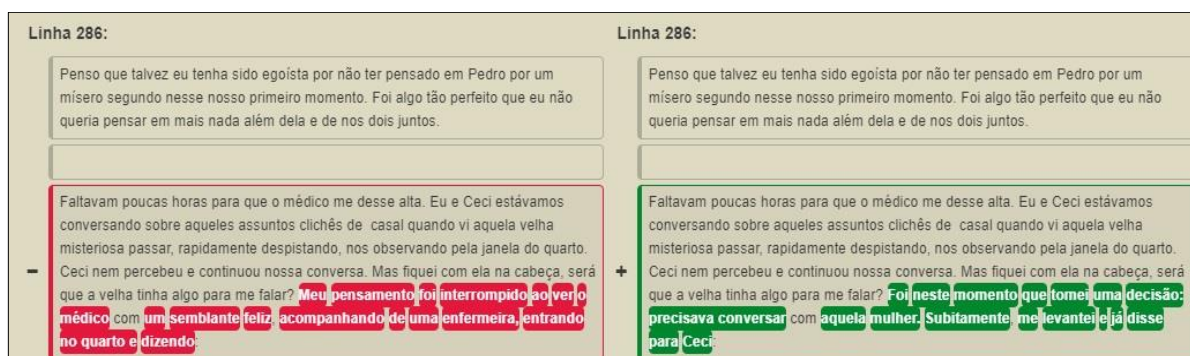 Linha 286:
Penso que talvez eu tenha sido egoísta por não ter pensado em Pedro por um
mísero segundo nesse nosso primeiro momento. Foi algo tão perfeito que eu não
queria pensar em mais nada além dela e de nos dois juntos.
−
Faltavam poucas horas para que o médico me desse alta. Eu e Ceci estávamos
conversando sobre aqueles assuntos clichês de casal quando vi aquela velha
misteriosa passar, rapidamente despistando, nos observando pela janela do quarto.
Ceci nem percebeu e continuou nossa conversa. Mas fiquei com ela na cabeça, será
que a velha tinha algo para me falar? Meu pensamento foi interrompido ao ver o
médico com um semblante feliz, acompanhando de uma enfermeira, entrando
no quarto e dizendo:
Linha 286:
Penso que talvez eu tenha sido egoísta por não ter pensado em Pedro por um
mísero segundo nesse nosso primeiro momento. Foi algo tão perfeito que eu não
queria pensar em mais nada além dela e de nos dois juntos.
+
Faltavam poucas horas para que o médico me desse alta. Eu e Ceci estávamos
conversando sobre aqueles assuntos clichês de casal quando vi aquela velha
misteriosa passar, rapidamente despistando, nos observando pela janela do quarto.
Ceci nem percebeu e continuou nossa conversa. Mas fiquei com ela na cabeça, será
que a velha tinha algo para me falar? Foi neste momento que tomei uma decisão:
precisava conversar com aquela mulher. Subitamente, me levantei e já disse
para Ceci: